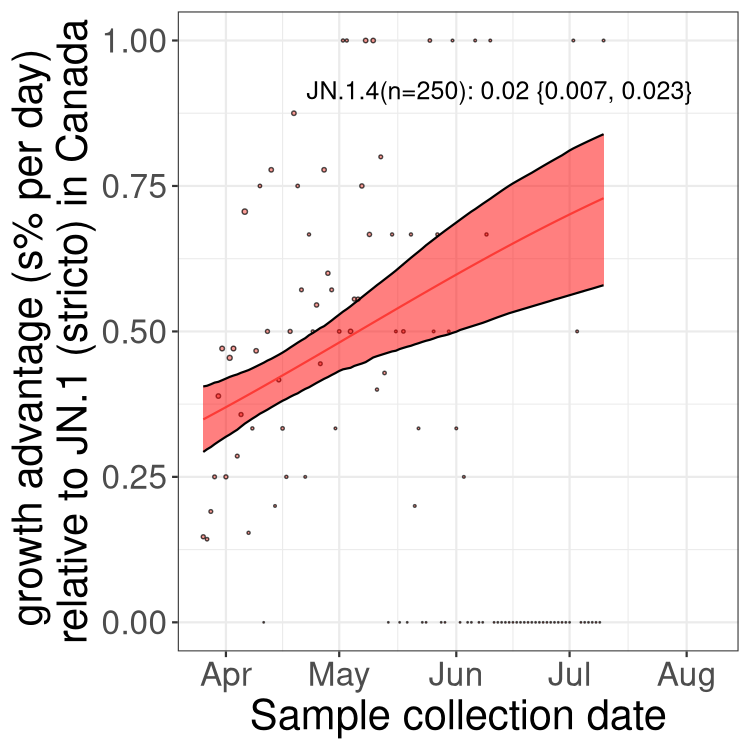 growth advantage (s% per day)
relative to JN.1 (stricto) in Canada
1.00
0.75
0.50
0.25
0.00
JN.1.4(n=250): 0.02 {0.007, 0.023}
Apr May Jun Jul Aug
Sample collection date